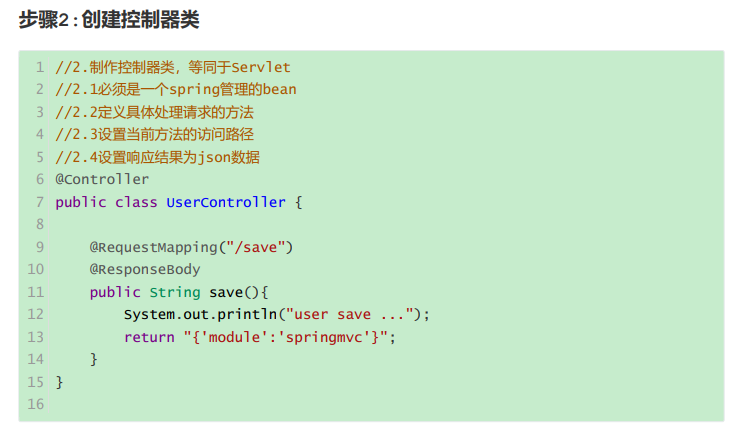 步骤2:创建控制器类
1 //2.制作控制器类，等同于Servlet
2 //2.1必须是一个spring管理的bean
3 //2.2定义具体处理请求的方法
4 //2.3设置当前方法的访问路径
5 //2.4设置响应结果为json数据
6 @Controller
7 public class UserController {
8
9     @RequestMapping("/save")
10     @ResponseBody
11     public String save(){
12         System.out.println("user save ...");
13         return "{'module':'springmvc'}";
14     }
15 }
16